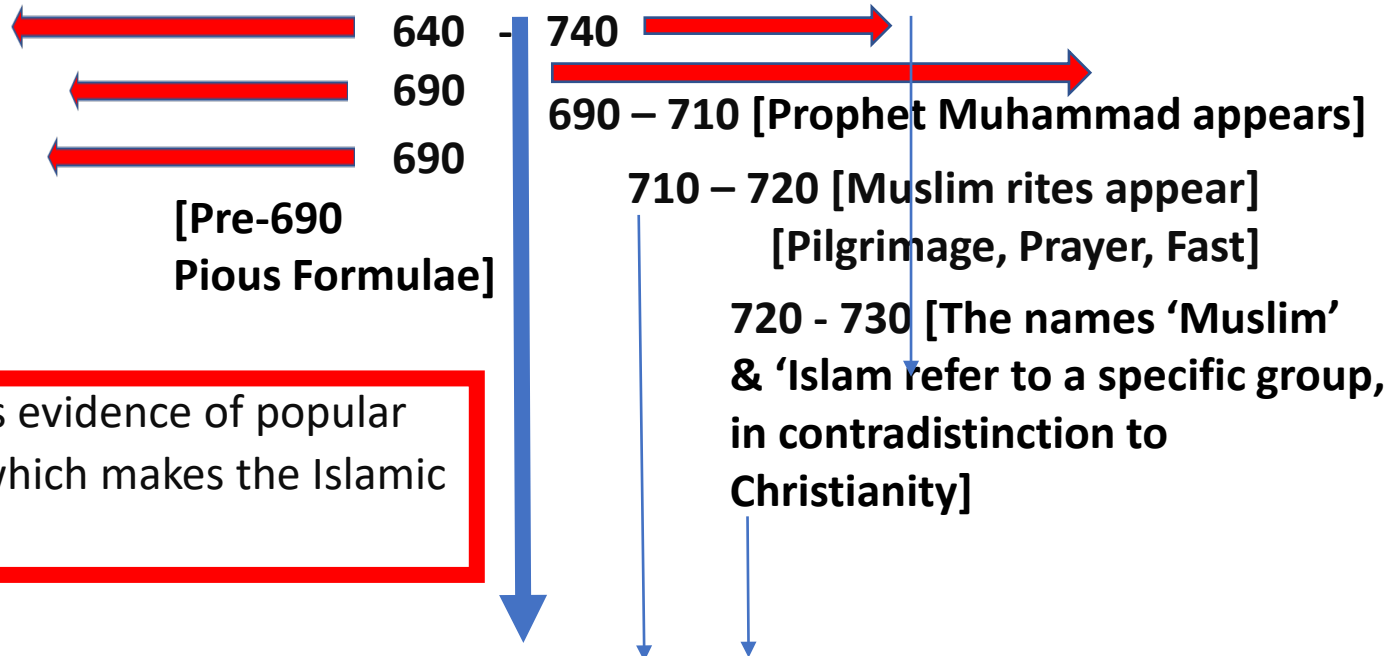 640 - 740
690
690 – 710 [Prophet Muhammad appears]
690
710 – 720 [Muslim rites appear]
[Pilgrimage, Prayer, Fast]
[Pre-690
Pious Formulae]
720 - 730 [The names ‘Muslim’
& ‘Islam refer to a specific group,
in contradistinction to
Christianity]
s evidence of popular
which makes the Islamic